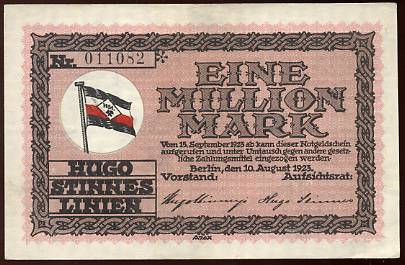 Nr. 011082
EINE
MILLION
MARK
Vom 15. September 1923 ab kann dieser Notgeldschein
aufgerufen und unter Umtausch gegen andere gesetz-
liche Zahlungsmittel eingezogen werden.
Berlin, den 10. August 1923.
Vorstand: Aufsichtsrat:
Hugo Stinnes
HUGO
STINNES
LINIEN